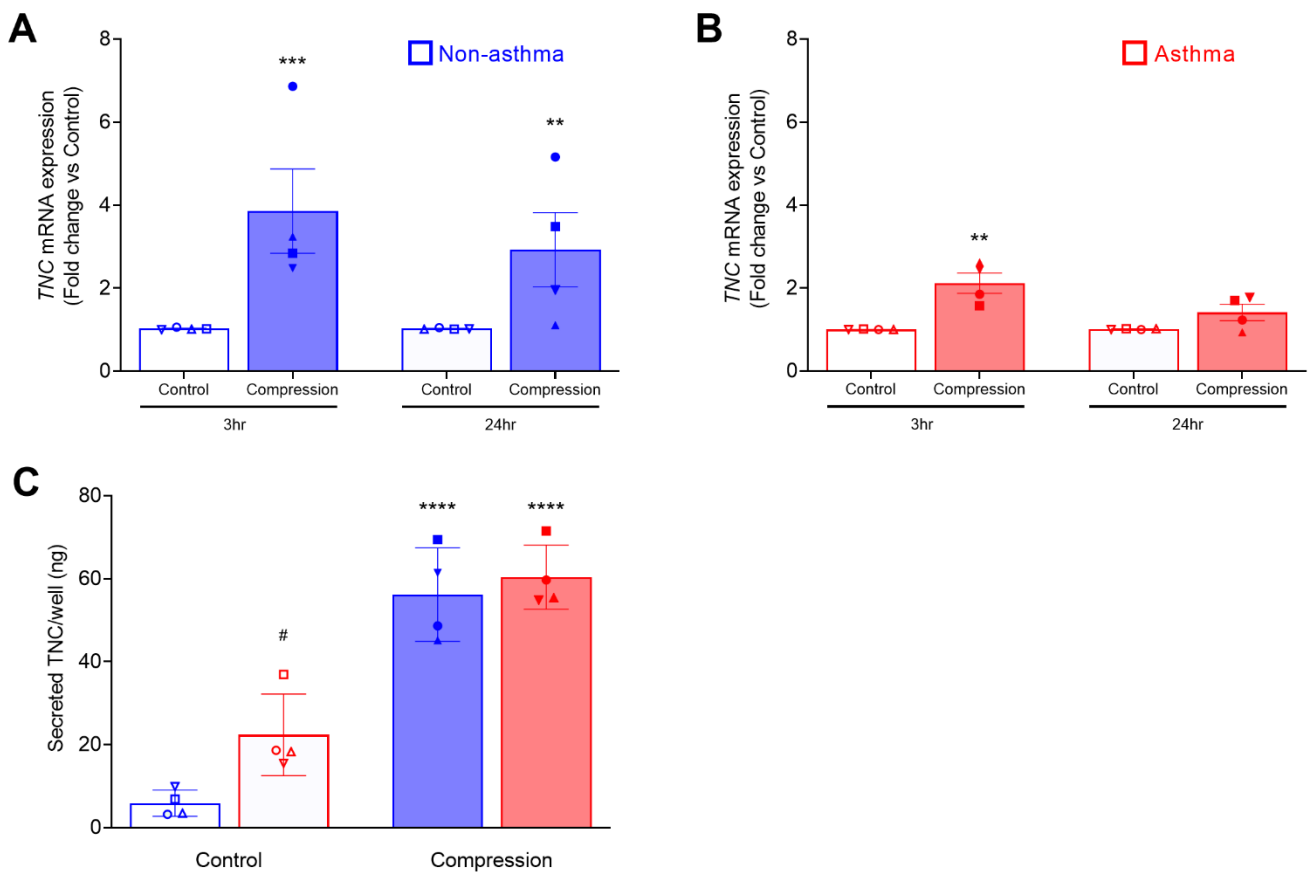 A
8
6
4
2
0
TNC mRNA expression
(Fold change vs Control)
Non-asthma
***
**
Control
Compression
Control
Compression
3hr
24hr
B
8
6
4
2
0
TNC mRNA expression
(Fold change vs Control)
Asthma
**
Control
Compression
Control
Compression
3hr
24hr
C
80
60
40
20
0
Secreted TNC/well (ng)
#
****
****
Control
Compression